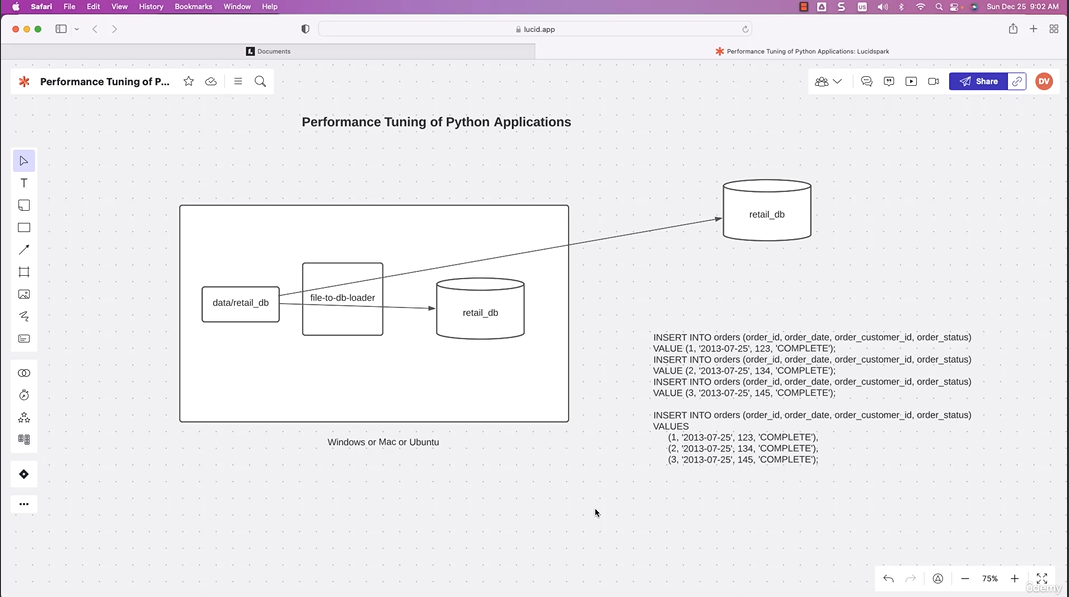 Safari File Edit View History Bookmarks Window Help US Sun Dec 25 9:02 AM
lucid.app
Documents
Performance Tuning of Python Applications: Lucidspark
Performance Tuning of P...
Share
DV
Performance Tuning of Python Applications
T
retail_db
data/retail_db
file-to-db-loader
retail_db
Windows or Mac or Ubuntu
INSERT INTO orders (order_id, order_date, order_customer_id, order_status)
VALUE (1, '2013-07-25', 123, 'COMPLETE');
INSERT INTO orders (order_id, order_date, order_customer_id, order_status)
VALUE (2, '2013-07-25', 134, 'COMPLETE');
INSERT INTO orders (order_id, order_date, order_customer_id, order_status)
VALUE (3, '2013-07-25', 145, 'COMPLETE');
INSERT INTO orders (order_id, order_date, order_customer_id, order_status)
VALUES
(1, '2013-07-25', 123, 'COMPLETE'),
(2, '2013-07-25', 134, 'COMPLETE'),
(3, '2013-07-25', 145, 'COMPLETE');
75%
udemy